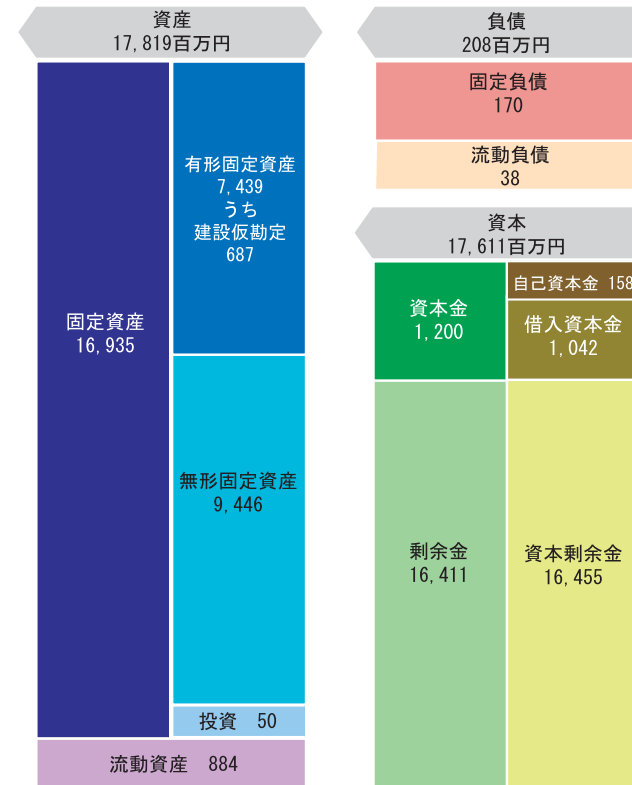 資産
17,819百万円
固定資産
16,935
有形固定資産
7,439
うち
建設仮勘定
687
無形固定資産
9,446
投資　50
流動資産　884
負債
208百万円
固定負債
170
流動負債
38
資本
17,611百万円
資本金
1,200
自己資本金 158
借入資本金
1,042
剰余金
16,411
資本剰余金
16,455